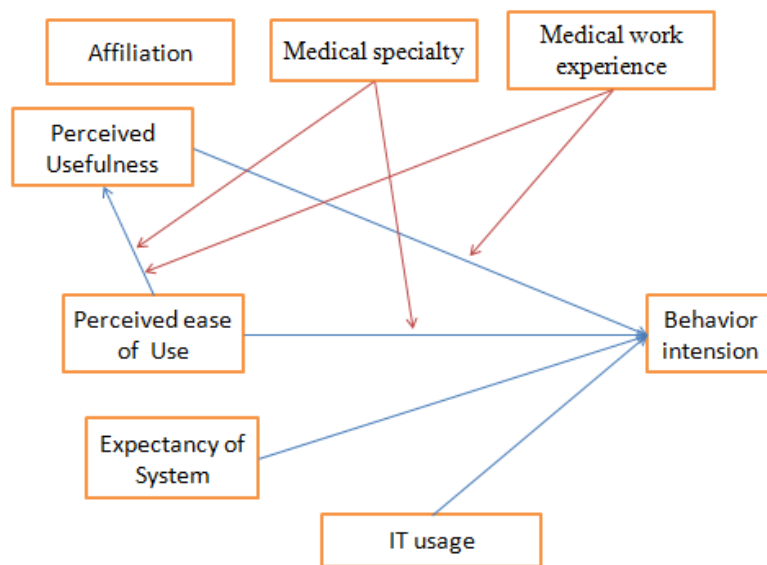 Affiliation
Medical specialty
Medical work
experience
Perceived
Usefulness
Perceived ease
of Use
Behavior
intension
Expectancy of
System
IT usage